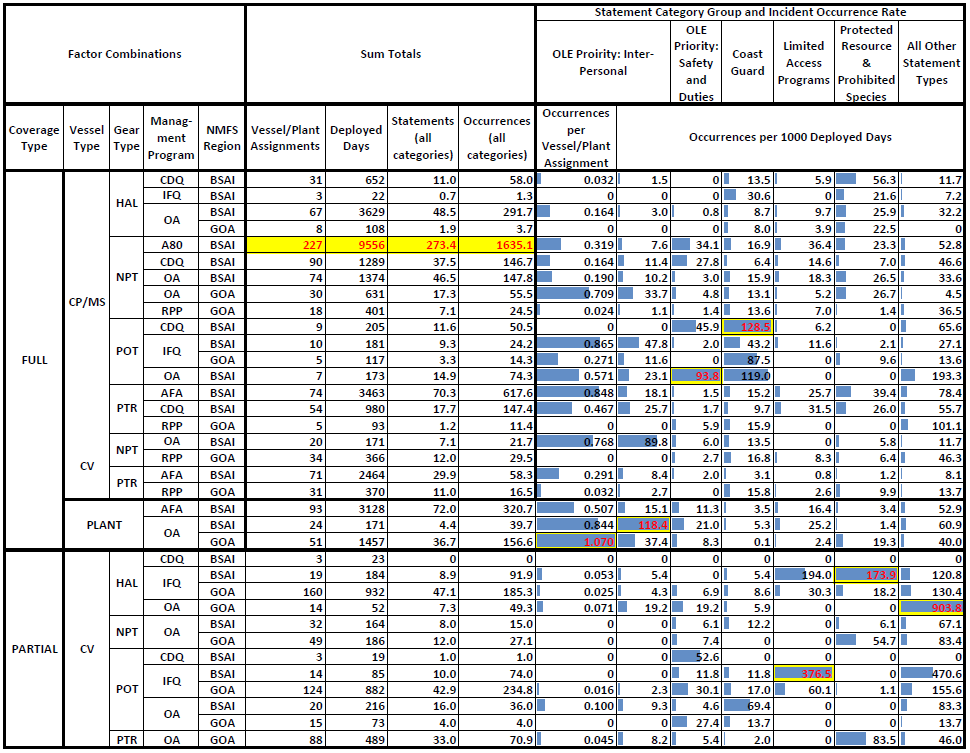 Factor Combinations Sum Totals Statement Category Group and Incident Occurrence Rate
OLE Proirity: Inter-Personal OLE Priority: Safety and Duties Coast Guard Limited Access Programs Protected Resource & Prohibited Species All Other Statement Types
Coverage Type Vessel Type Gear Type Manag-ment Program NMFS Region Vessel/Plant Assignments Deployed Days Statements (all categories) Occurrences (all categories) Occurrences per Vessel/Plant Assignment Occurrences per 1000 Deployed Days
FULL CP/MS HAL CDQ BSAI 31 652 11.0 58.0 0.032 1.5 0 13.5 5.9 56.3 11.7
IFQ BSAI 3 22 0.7 1.3 0 0 0 30.6 0 21.6 7.2
OA BSAI 67 3629 48.5 291.7 0.164 3.0 0.8 8.7 9.7 25.9 32.2
GOA 8 108 1.9 3.7 0 0 0 8.0 3.9 22.5 0
NPT A80 BSAI 227 9556 273.4 1635.1 0.319 7.6 34.1 16.9 36.4 23.3 52.8
CDQ BSAI 90 1289 37.5 146.7 0.164 11.4 27.8 6.4 14.6 7.0 46.6
OA BSAI 74 1374 46.5 147.8 0.190 10.2 3.0 15.9 18.3 26.5 33.6
OA GOA 30 631 17.3 55.5 0.709 33.7 4.8 13.1 5.2 26.7 4.5
RPP GOA 18 401 7.1 24.5 0.024 1.1 1.4 13.6 7.0 1.4 36.5
POT CDQ BSAI 9 205 11.6 50.5 0 0 45.9 128.5 6.2 0 65.6
IFQ BSAI 10 181 9.3 24.2 0.865 47.8 2.0 43.2 11.6 2.1 27.1
GOA 5 117 3.3 14.3 0.271 11.6 0 87.5 0 9.6 13.6
OA BSAI 7 173 14.9 74.3 0.571 23.1 93.8 119.0 0 0 193.3
PTR AFA BSAI 74 3463 70.3 617.6 0.848 18.1 1.5 15.2 25.7 39.4 78.4
CDQ BSAI 54 980 17.7 147.4 0.467 25.7 1.7 9.7 31.5 26.0 55.7
RPP GOA 5 93 1.2 11.4 0 0 5.9 15.9 0 0 101.1
CV NPT OA BSAI 20 171 7.1 21.7 0.768 89.8 6.0 13.5 0 5.8 11.7
RPP GOA 34 366 12.0 29.5 0 0 2.7 16.8 8.3 6.4 46.3
PTR AFA BSAI 71 2464 29.9 58.3 0.291 8.4 2.0 3.1 0.8 1.2 8.1
RPP GOA 31 370 11.0 16.5 0.032 2.7 0 15.8 2.6 9.9 13.7
PLANT AFA BSAI 93 3128 72.0 320.7 0.507 15.1 11.3 3.5 16.4 3.4 52.9
OA BSAI 24 171 4.4 39.7 0.844 118.4 21.0 5.3 25.2 1.4 60.9
GOA 51 1457 36.7 156.6 1.070 37.4 8.3 0.1 2.4 19.3 40.0
PARTIAL CV HAL CDQ BSAI 3 23 0 0 0 0 0 0 0 0 0
IFQ BSAI 19 184 8.9 91.9 0.053 5.4 0 5.4 194.0 173.9 120.8
GOA 160 932 47.1 185.3 0.025 4.3 6.9 8.6 30.3 18.2 130.4
OA GOA 14 52 7.3 49.3 0.071 19.2 19.2 5.9 0 0 903.8
NPT OA BSAI 32 164 8.0 15.0 0 0 6.1 12.2 0 6.1 67.1
GOA 49 186 12.0 27.1 0 0 7.4 0 0 54.7 83.4
POT CDQ BSAI 3 19 1.0 1.0 0 0 52.6 0 0 0 0
IFQ BSAI 14 85 10.0 74.0 0 0 11.8 11.8 376.5 0 470.6
GOA 124 882 42.9 234.8 0.016 2.3 30.1 17.0 60.1 1.1 155.6
OA BSAI 20 216 16.0 36.0 0.100 9.3 4.6 69.4 0 0 83.3
GOA 15 73 4.0 4.0 0 0 27.4 13.7 0 0 13.7
PTR OA GOA 88 489 33.0 70.9 0.045 8.2 5.4 2.0 0 83.5 46.0